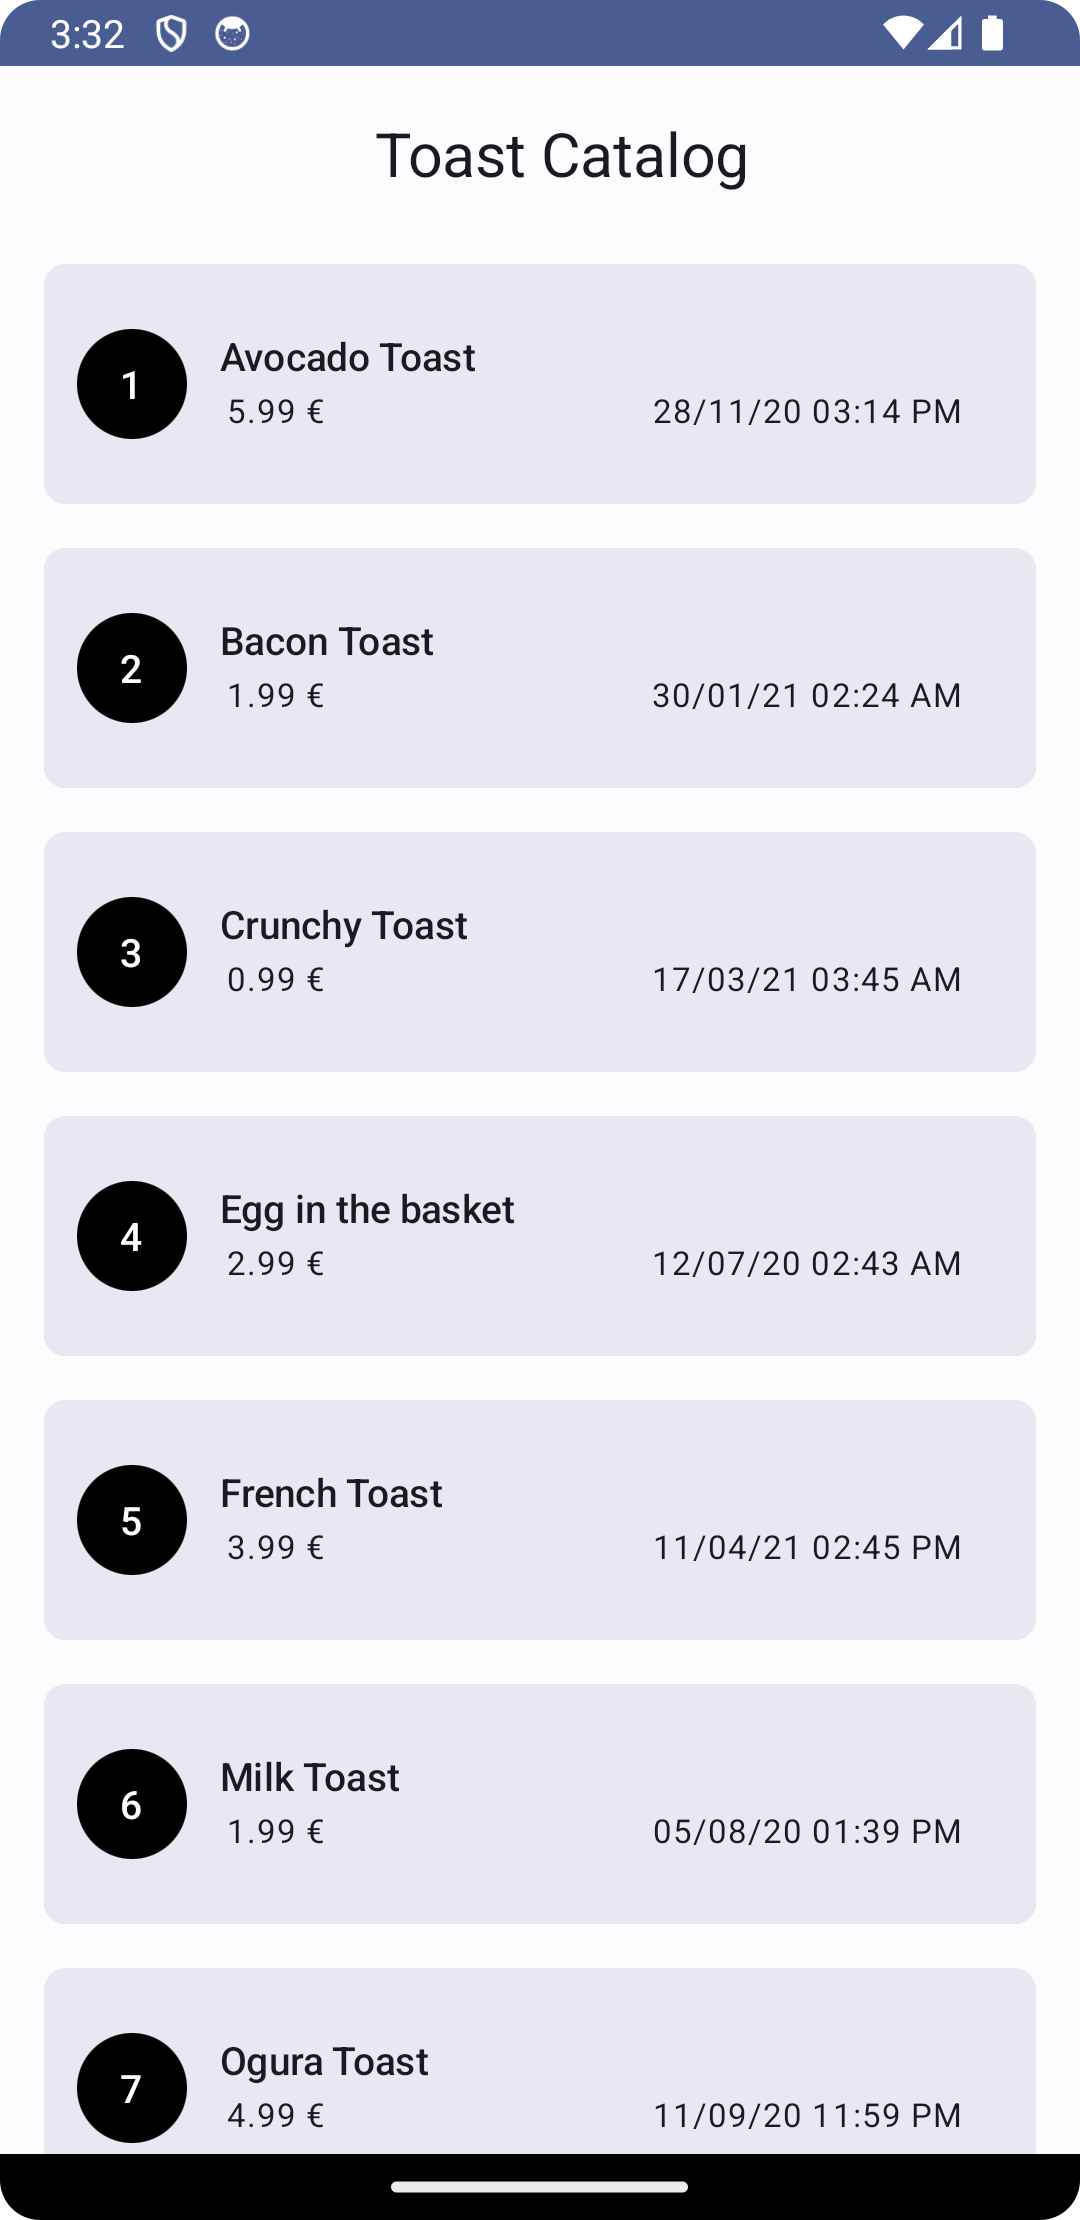 3:32
Toast Catalog
1
Avocado Toast
5.99 € 28/11/20 03:14 PM
2
Bacon Toast
1.99 € 30/01/21 02:24 AM
3
Crunchy Toast
0.99 € 17/03/21 03:45 AM
4
Egg in the basket
2.99 € 12/07/20 02:43 AM
5
French Toast
3.99 € 11/04/21 02:45 PM
6
Milk Toast
1.99 € 05/08/20 01:39 PM
7
Ogura Toast
4.99 € 11/09/20 11:59 PM